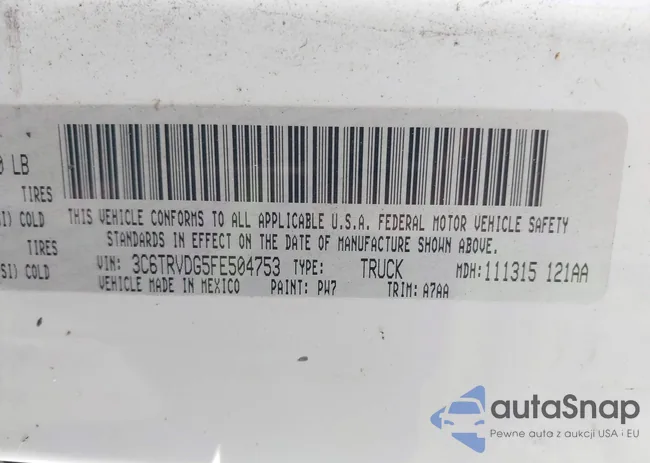 0 LB
TIRES
I) COLD
TIRES
SI) COLD
THIS VEHICLE CONFORMS TO ALL APPLICABLE U.S.A. FEDERAL MOTOR VEHICLE SAFETY
STANDARDS IN EFFECT ON THE DATE OF MANUFACTURE SHOWN ABOVE.
VIN: 3C6TRVDG5FE504753 TYPE: TRUCK MDH:111315 121AA
VEHICLE MADE IN MEXICO PAINT: PW7 TRIM: A7AA
autoSnap
Pewne auta z aukcji USA i EU